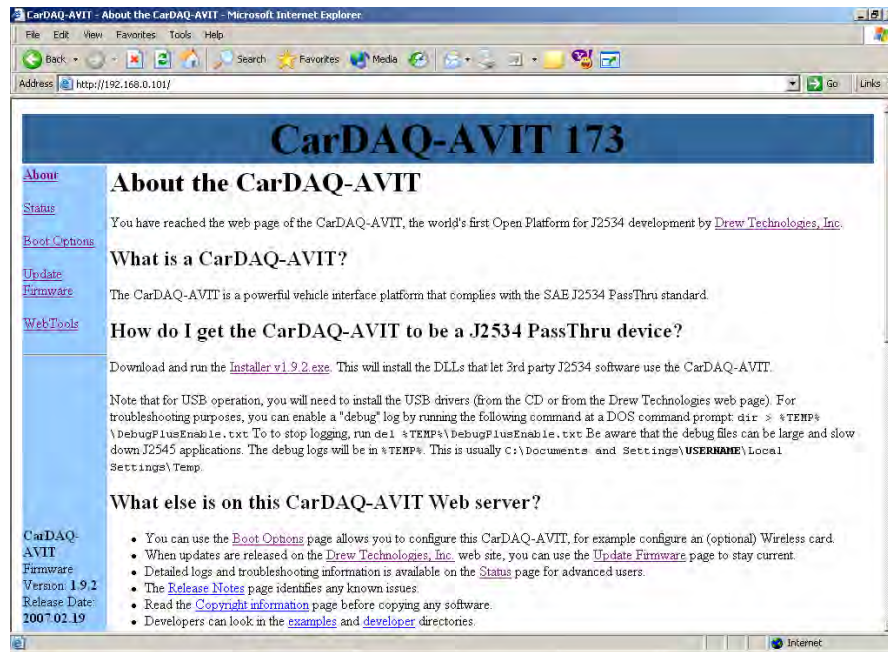 CarDAQ-AVIT - About the CarDAQ-AVIT - Microsoft Internet Explorer
File Edit View Favorites Tools Help
Back Search Favorites Media
Address http://192.168.0.101/ Go Links
CarDAQ-AVIT 173
About
Status
Boot Options
Update
Firmware
WebTools
About the CarDAQ-AVIT
You have reached the web page of the CarDAQ-AVIT, the world's first Open Platform for J2534 development by Drew Technologies, Inc.
What is a CarDAQ-AVIT?
The CarDAQ-AVIT is a powerful vehicle interface platform that complies with the SAE J2534 PassThru standard.
How do I get the CarDAQ-AVIT to be a J2534 PassThru device?
Download and run the Installer v1.9.2.exe. This will install the DLLs that let 3rd party J2534 software use the CarDAQ-AVIT.
Note that for USB operation, you will need to install the USB drivers (from the CD or from the Drew Technologies web page). For
troubleshooting purposes, you can enable a "debug" log by running the following command at a DOS command prompt: dir > %TEMP%
\DebugPlusEnable.txt To to stop logging, run del %TEMP%\DebugPlusEnable.txt Be aware that the debug files can be large and slow
down J2545 applications. The debug logs will be in %TEMP%. This is usually C:\Documents and Settings\USERNAME\Local
Settings\Temp.
What else is on this CarDAQ-AVIT Web server?
• You can use the Boot Options page allows you to configure this CarDAQ-AVIT, for example configure an (optional) Wireless card.
• When updates are released on the Drew Technologies, Inc. web site, you can use the Update Firmware page to stay current.
• Detailed logs and troubleshooting information is available on the Status page for advanced users.
• The Release Notes page identifies any known issues.
• Read the Copyright information page before copying any software.
• Developers can look in the examples and developer directories.
CarDAQ-
AVIT
Firmware
Version: 1.9.2
Release Date:
2007.02.19
Internet